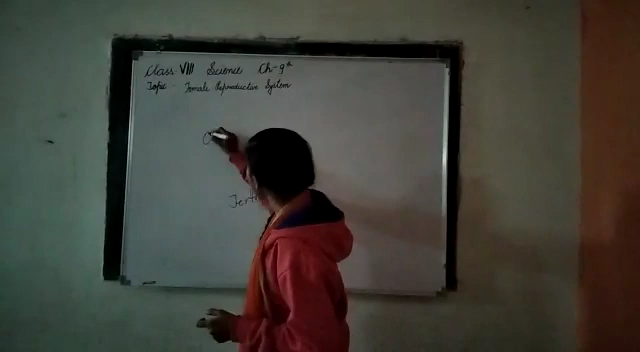 Class VIII Science Ch-9th
Topic - Female Reproductive System